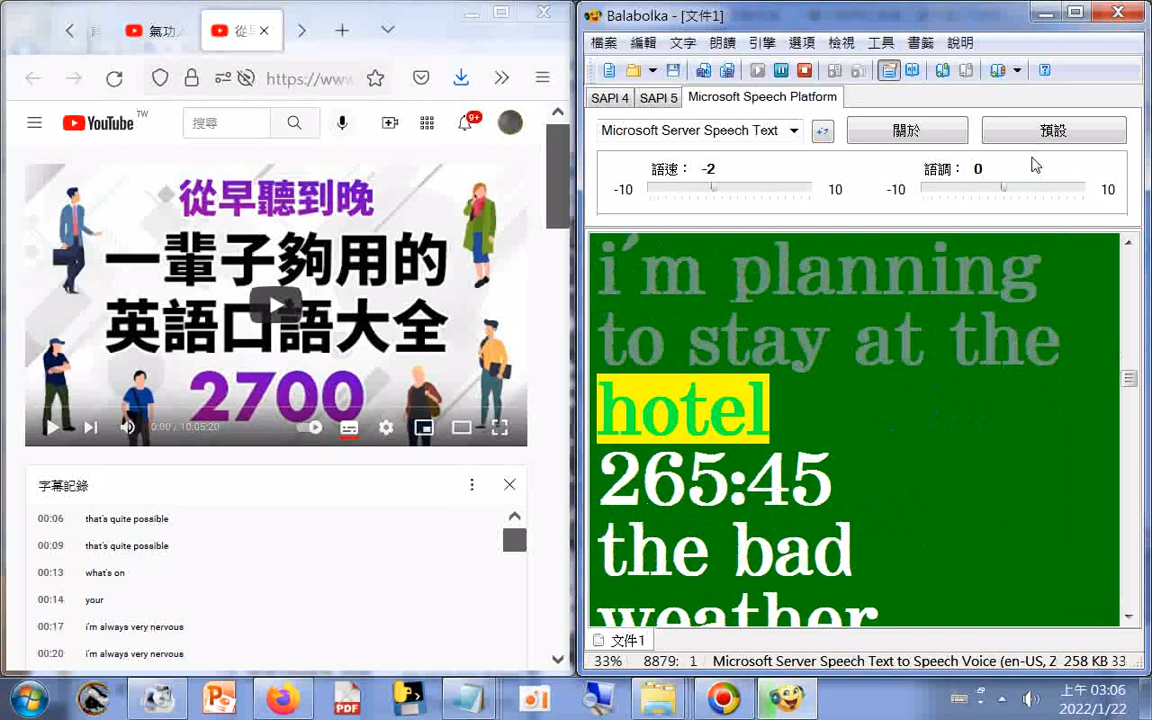 氣功
從
https://www
YouTube TW
搜尋
9+
從早聽到晚
一輩子夠用的
英語口語大全
2700
0:00 / 10:05:20
字幕記錄
00:06 that's quite possible
00:09 that's quite possible
00:13 what's on
00:14 your
00:17 i'm always very nervous
00:20 i'm always very nervous
Balabolka - [文件1]
檔案 編輯 文字 朗讀 引擎 選項 檢視 工具 書籤 說明
SAPI 4 SAPI 5 Microsoft Speech Platform
Microsoft Server Speech Text 關於 預設
語速： -2 語調： 0
-10 10 -10 10
i´m planning
to stay at the
hotel
265:45
the bad
weather
文件1
33% 8879: 1 Microsoft Server Speech Text to Speech Voice (en-US, Z 258 KB 33
PDF
上午 03:06
2022/1/22